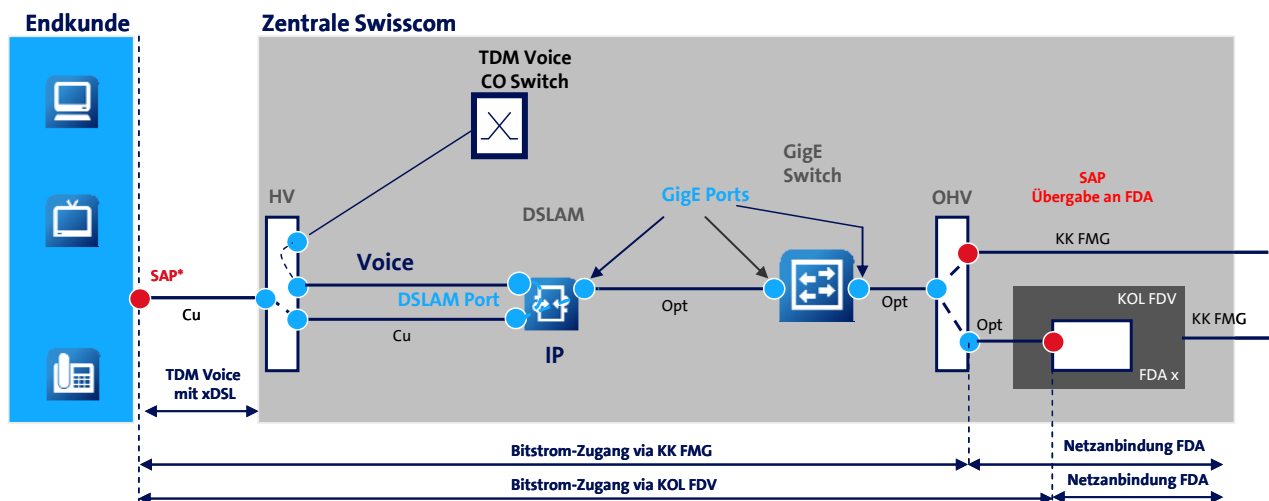 Endkunde
Zentrale Swisscom
TDM Voice
CO Switch
GigE
Switch
HV
DSLAM
GigE Ports
OHV
SAP
Übergabe an FDA
KK FMG
SAP*
Voice
DSLAM Port
Cu
Cu
Opt
Opt
Opt
KOL FDV
KK FMG
IP
FDA x
TDM Voice
mit xDSL
Bitstrom-Zugang via KK FMG
Netzanbindung FDA
Bitstrom-Zugang via KOL FDV
Netzanbindung FDA